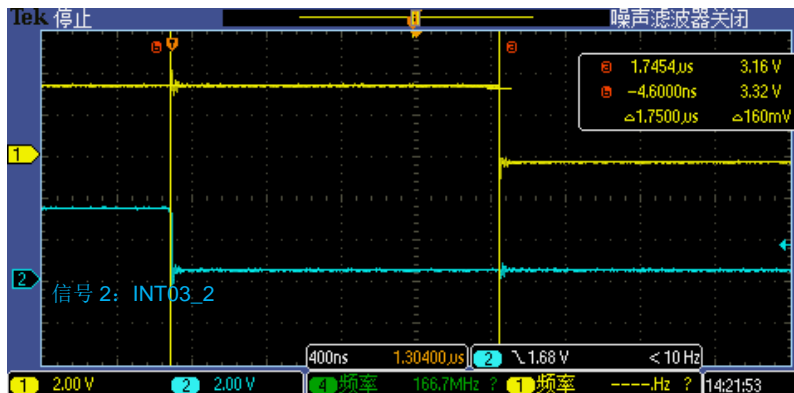 Tek 停止 噪声滤波器关闭
a 1.7454µs 3.16 V
b −4.6000ns 3.32 V
△1.7500µs △160mV
b T a
1
2
信号 2：INT03_2
400ns 1.30400µs 2 1.68 V < 10 Hz
1 2.00 V 2 2.00 V 4 频率 166.7MHz ? 1 频率 ----.Hz ? 14:21:53